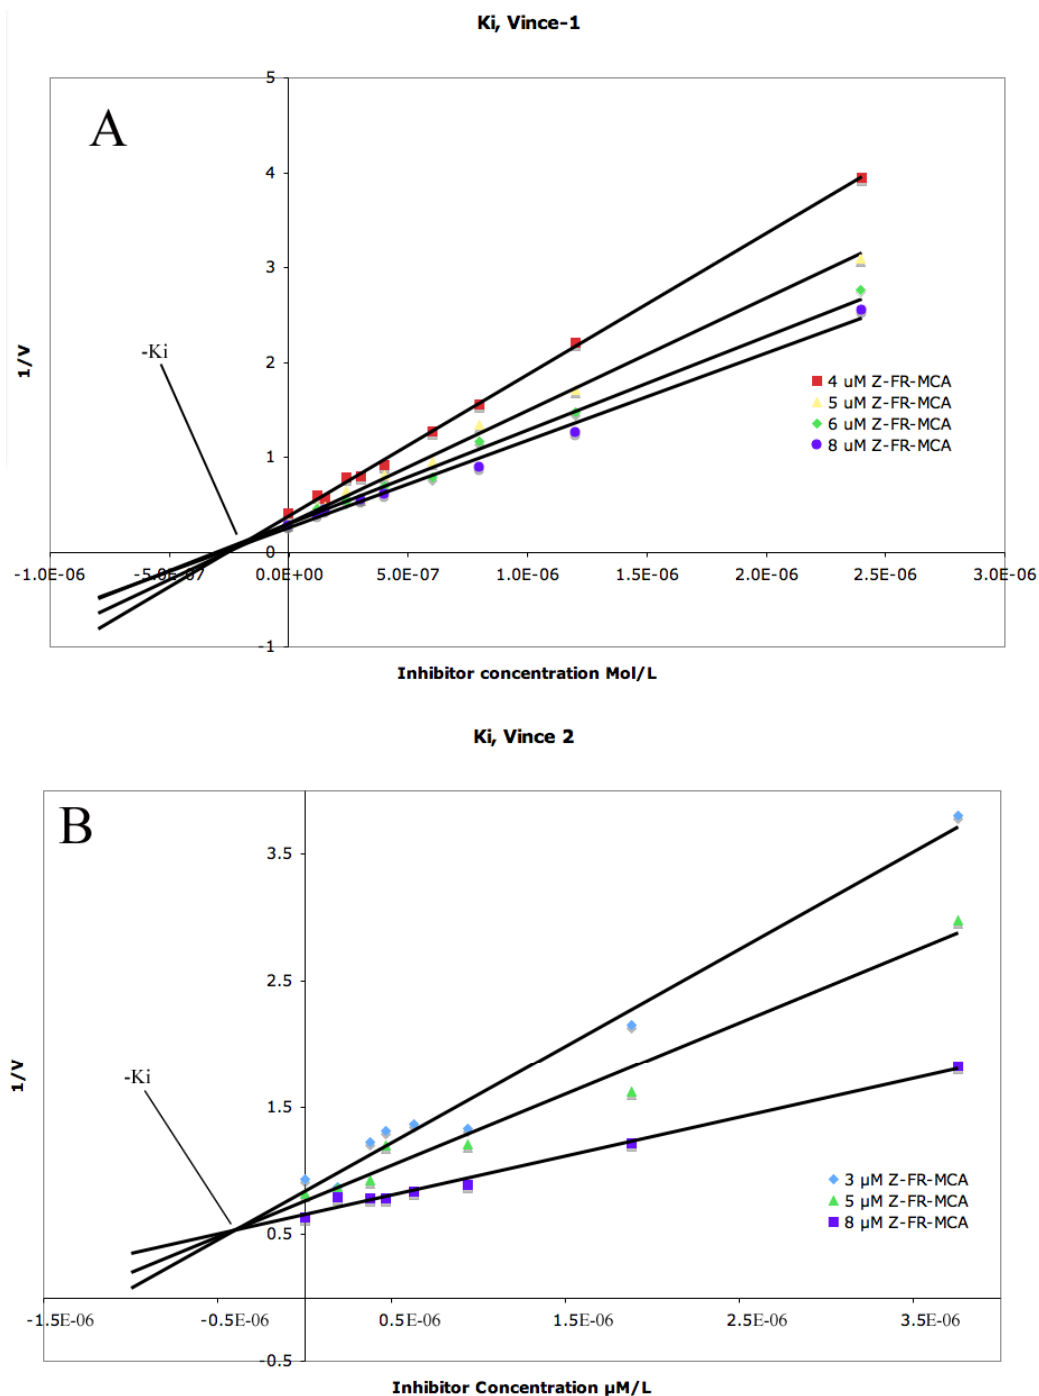 Ki, Vince-1
A
5
4
3
2
1
0
-1
1/V
-Ki
4 uM Z-FR-MCA
5 uM Z-FR-MCA
6 uM Z-FR-MCA
8 uM Z-FR-MCA
-1.0E-06 -5.0E-07 0.0E+00 5.0E-07 1.0E-06 1.5E-06 2.0E-06 2.5E-06 3.0E-06
Inhibitor concentration Mol/L
Ki, Vince 2
B
3.5
2.5
1.5
0.5
-0.5
1/V
-Ki
3 µM Z-FR-MCA
5 µM Z-FR-MCA
8 µM Z-FR-MCA
-1.5E-06 -0.5E-06 0.5E-06 1.5E-06 2.5E-06 3.5E-06
Inhibitor Concentration µM/L